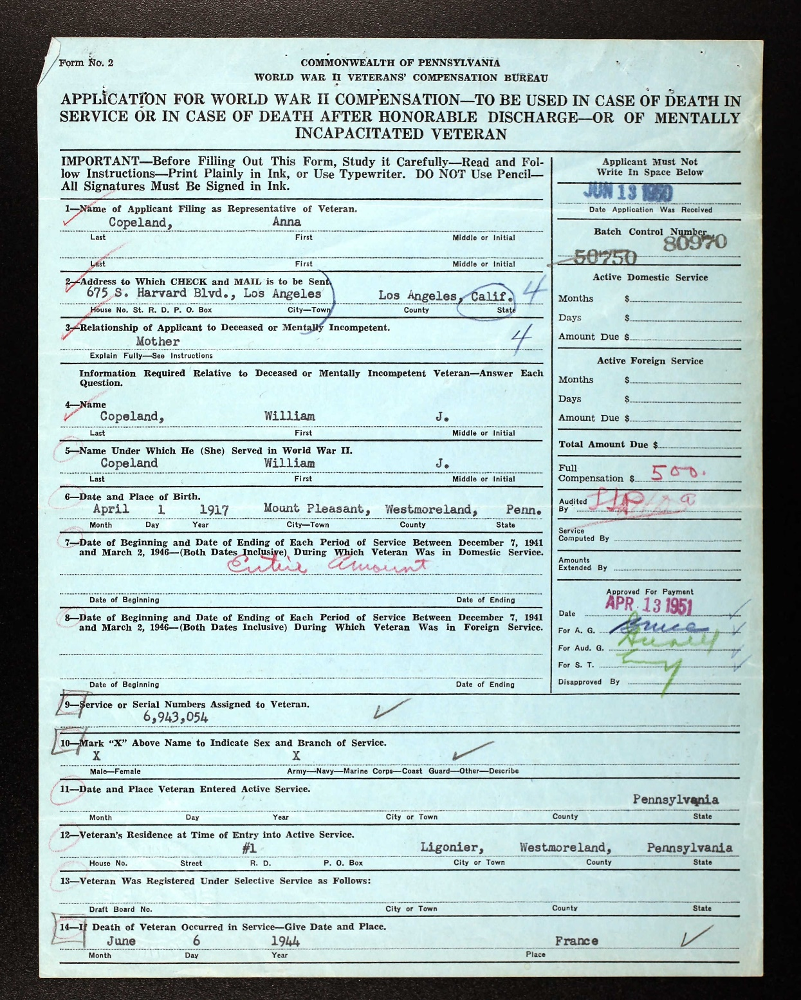 Form No. 2
COMMONWEALTH OF PENNSYLVANIA
WORLD WAR II VETERANS' COMPENSATION BUREAU
APPLICATION FOR WORLD WAR II COMPENSATION—TO BE USED IN CASE OF DEATH IN
SERVICE OR IN CASE OF DEATH AFTER HONORABLE DISCHARGE—OR OF MENTALLY
INCAPACITATED VETERAN
IMPORTANT—Before Filling Out This Form, Study it Carefully—Read and Fol-
low Instructions—Print Plainly in Ink, or Use Typewriter. DO NOT Use Pencil—
All Signatures Must Be Signed in Ink.
1—Name of Applicant Filing as Representative of Veteran.
Copeland, Anna
Last First Middle or Initial
Last First Middle or Initial
2—Address to Which CHECK and MAIL is to be Sent.
675 S. Harvard Blvd., Los Angeles Los Angeles, Calif. 4
House No. St. R. D. P. O. Box City—Town County State
3—Relationship of Applicant to Deceased or Mentally Incompetent.
Mother 4
Explain Fully—See Instructions
Information Required Relative to Deceased or Mentally Incompetent Veteran—Answer Each
Question.
4—Name
Copeland, William J.
Last First Middle or Initial
5—Name Under Which He (She) Served in World War II.
Copeland William J.
Last First Middle or Initial
6—Date and Place of Birth.
April 1 1917 Mount Pleasant, Westmoreland, Penn.
Month Day Year City—Town County State
7—Date of Beginning and Date of Ending of Each Period of Service Between December 7, 1941
and March 2, 1946—(Both Dates Inclusive) During Which Veteran Was in Domestic Service.
Entire Amount
Date of Beginning Date of Ending
8—Date of Beginning and Date of Ending of Each Period of Service Between December 7, 1941
and March 2, 1946—(Both Dates Inclusive) During Which Veteran Was in Foreign Service.
Date of Beginning Date of Ending
Applicant Must Not
Write In Space Below
JUN 13 1950
Date Application Was Received
Batch Control Number
80970
50750
Active Domestic Service
Months $
Days $
Amount Due $
Active Foreign Service
Months $
Days $
Amount Due $
Total Amount Due $
Full
Compensation $ 500.
Audited
By
Service
Computed By
Amounts
Extended By
Approved For Payment
APR 13 1951
Date
For A. G.
For Aud. G.
For S. T.
Disapproved By
9—Service or Serial Numbers Assigned to Veteran.
6,943,054
10—Mark "X" Above Name to Indicate Sex and Branch of Service.
X X
Male—Female Army—Navy—Marine Corps—Coast Guard—Other—Describe
11—Date and Place Veteran Entered Active Service.
Pennsylvania
Month Day Year City or Town County State
12—Veteran's Residence at Time of Entry into Active Service.
#1 Ligonier, Westmoreland, Pennsylvania
House No. Street R. D. P. O. Box City or Town County State
13—Veteran Was Registered Under Selective Service as Follows:
Draft Board No. City or Town County State
14—If Death of Veteran Occurred in Service—Give Date and Place.
June 6 1944 France
Month Day Year Place